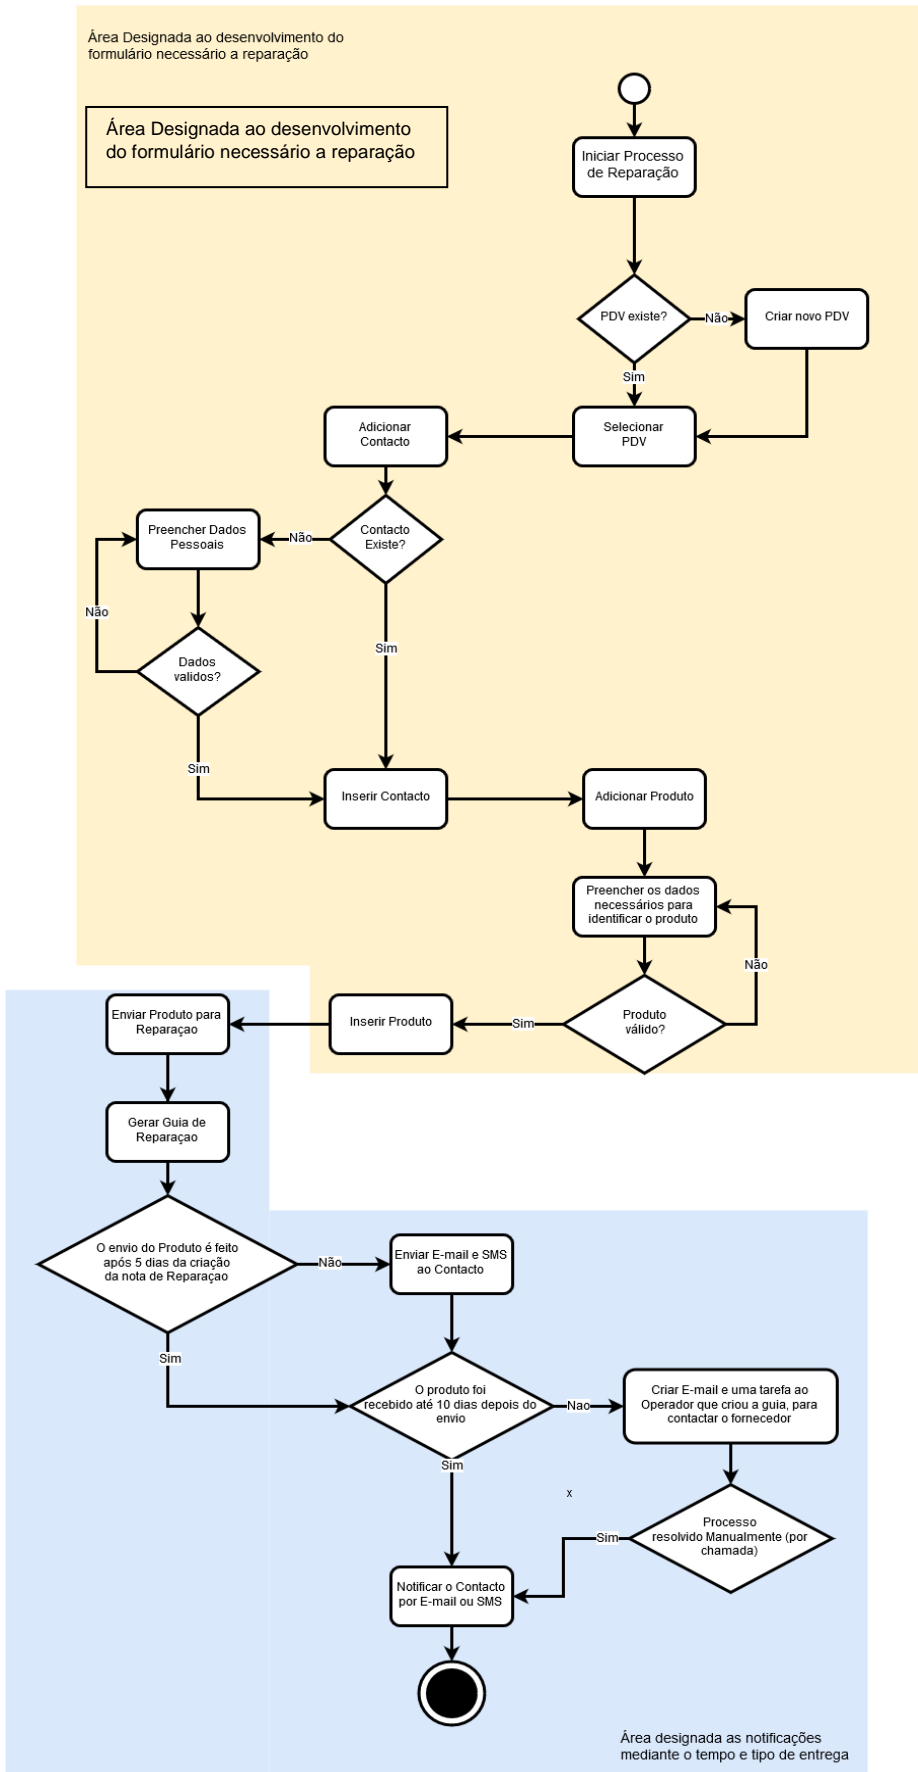 Área Designada ao desenvolvimento do
formulário necessário a reparação
Área Designada ao desenvolvimento
do formulário necessário a reparação
Iniciar Processo
de Reparação
PDV existe?
Não
Criar novo PDV
Sim
Adicionar
Contacto
Selecionar
PDV
Preencher Dados
Pessoais
Não
Contacto
Existe?
Não
Sim
Dados
validos?
Sim
Inserir Contacto
Adicionar Produto
Preencher os dados
necessários para
identificar o produto
Não
Enviar Produto para
Reparaçao
Inserir Produto
Sim
Produto
válido?
Gerar Guia de
Reparaçao
O envio do Produto é feito
após 5 dias da criação
da nota de Reparaçao
Não
Enviar E-mail e SMS
ao Contacto
Sim
O produto foi
recebido até 10 dias depois do
envio
Nao
Criar E-mail e uma tarefa ao
Operador que criou a guia, para
contactar o fornecedor
Sim
x
Processo
resolvido Manualmente (por
chamada)
Sim
Notificar o Contacto
por E-mail ou SMS
Área designada as notificações
mediante o tempo e tipo de entrega